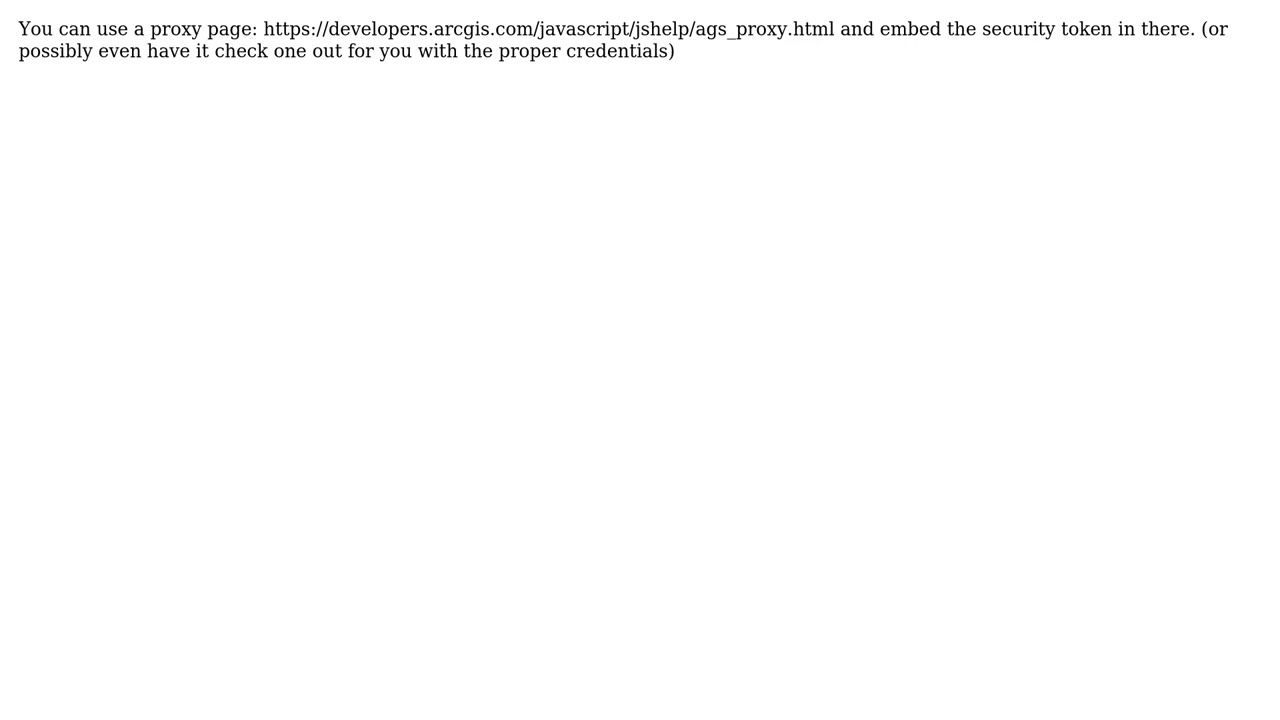 You can use a proxy page: https://developers.arcgis.com/javascript/jshelp/ags_proxy.html and embed the security token in there. (or
possibly even have it check one out for you with the proper credentials)